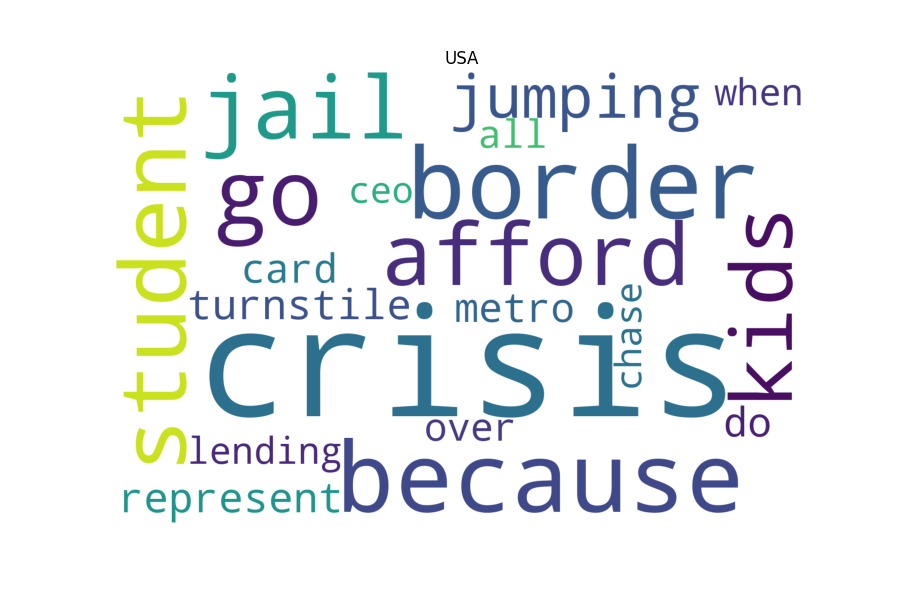 USA
student
jail
jumping
when
all
go
ceo
border
afford
kids
card
turnstile
metro
chase
crisis
over
do
lending
because
represent